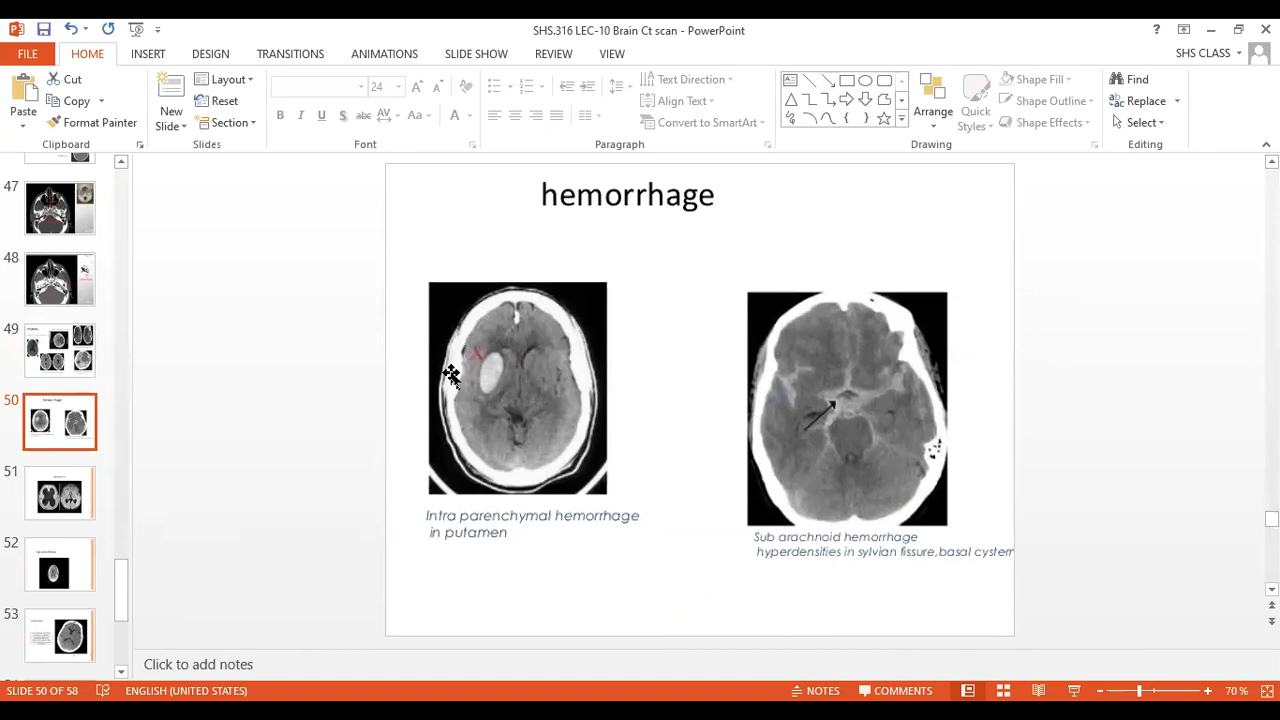 SHS.316 LEC-10 Brain Ct scan - PowerPoint
FILE HOME INSERT DESIGN TRANSITIONS ANIMATIONS SLIDE SHOW REVIEW VIEW SHS CLASS
Paste
Cut
Copy
Format Painter
Clipboard
New
Slide
Layout
Reset
Section
Slides
24
B I U S abc AV Aa A
Font
Text Direction
Align Text
Convert to SmartArt
Paragraph
Arrange
Quick
Styles
Shape Fill
Shape Outline
Shape Effects
Drawing
Find
Replace
Select
Editing
47
48
49
50
51
52
53
hemorrhage
Intra parenchymal hemorrhage
in putamen
Sub arachnoid hemorrhage
hyperdensities in sylvian fissure,basal cystern
Click to add notes
SLIDE 50 OF 58 ENGLISH (UNITED STATES) NOTES COMMENTS 70 %